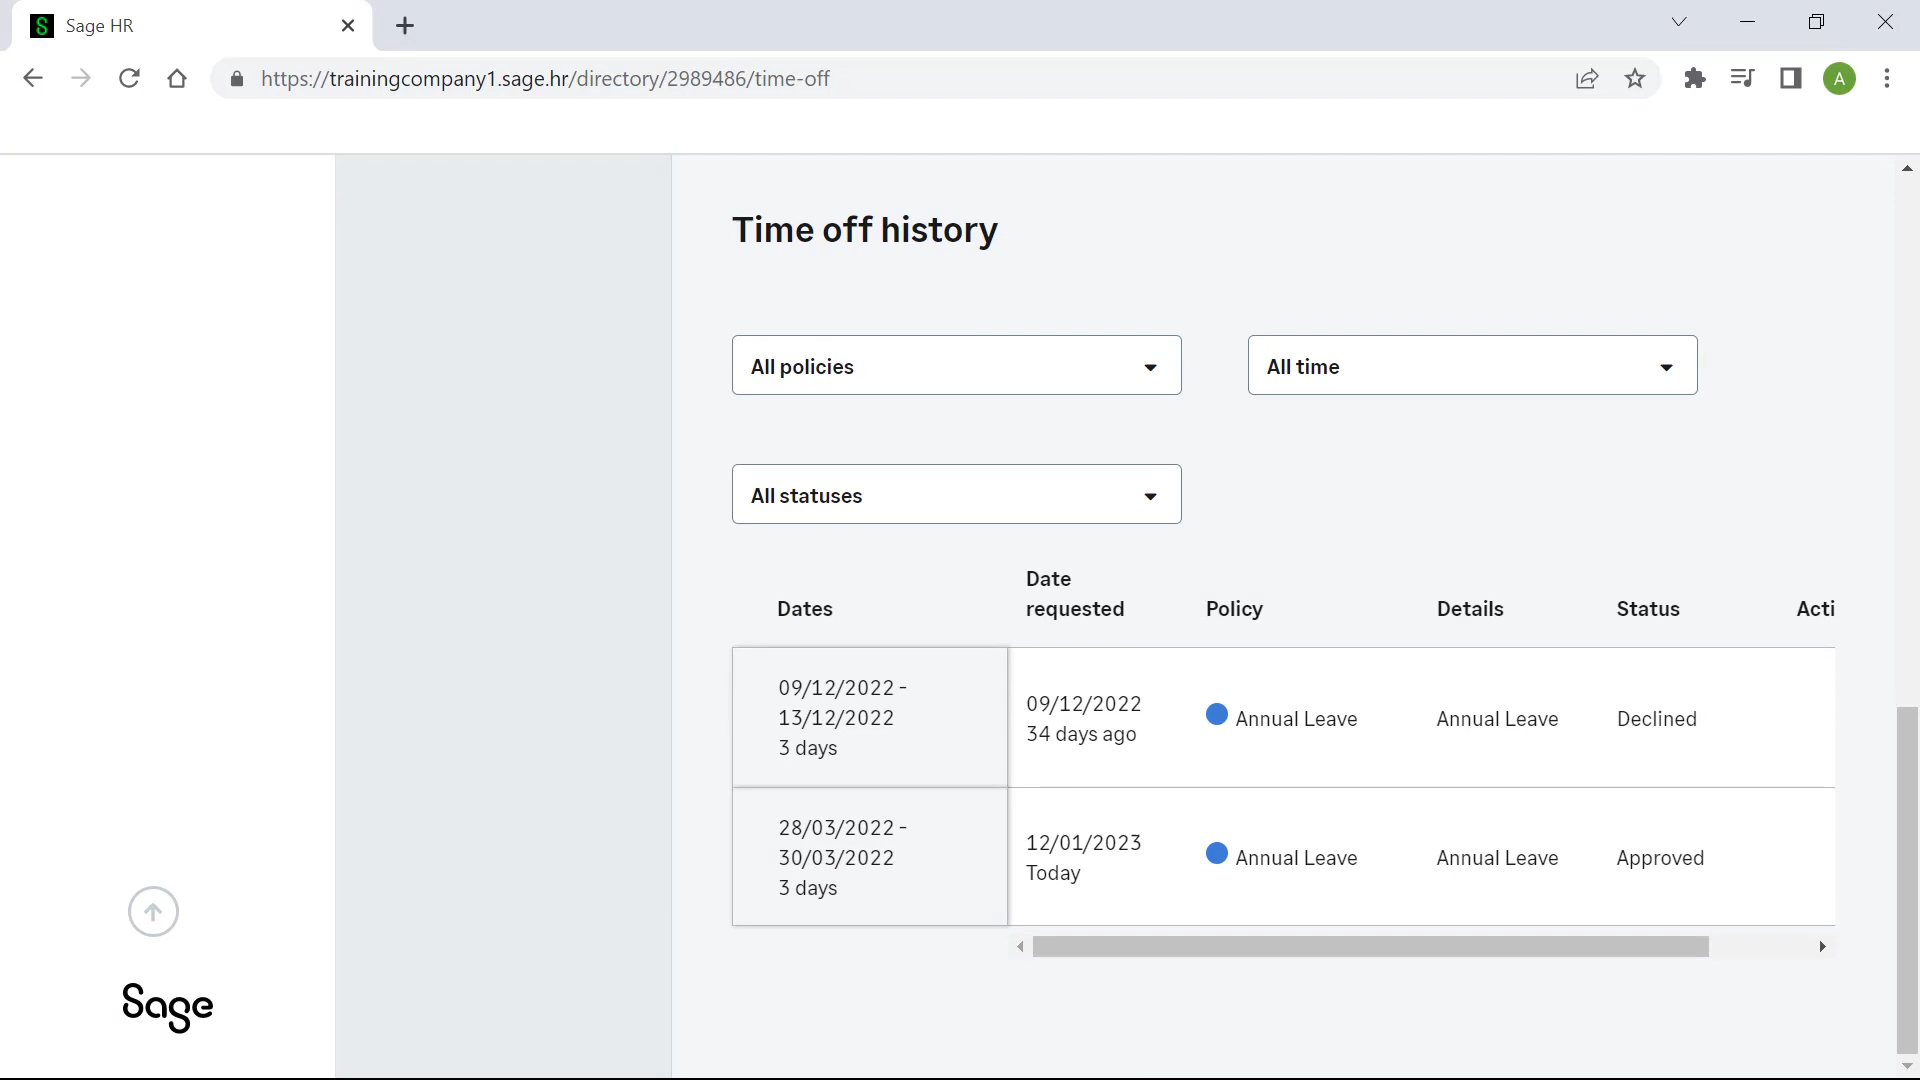 Sage HR
https://trainingcompany1.sage.hr/directory/2989486/time-off
A
Time off history
All policies
All time
All statuses
Dates
Date
requested
Policy
Details
Status
Acti
09/12/2022 -
13/12/2022
3 days
09/12/2022
34 days ago
Annual Leave
Annual Leave
Declined
28/03/2022 -
30/03/2022
3 days
12/01/2023
Today
Annual Leave
Annual Leave
Approved
Sage